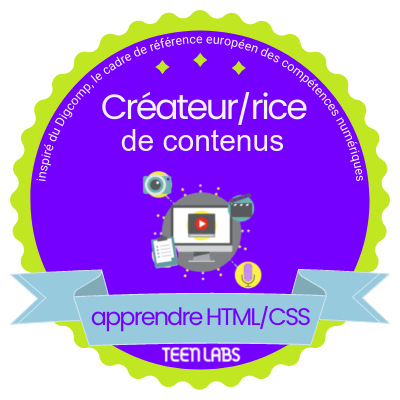 inspiré du Digcomp, le cadre de référence européen des compétences numériques
Créateur/rice
de contenus
apprendre HTML/CSS
TEEN LABS